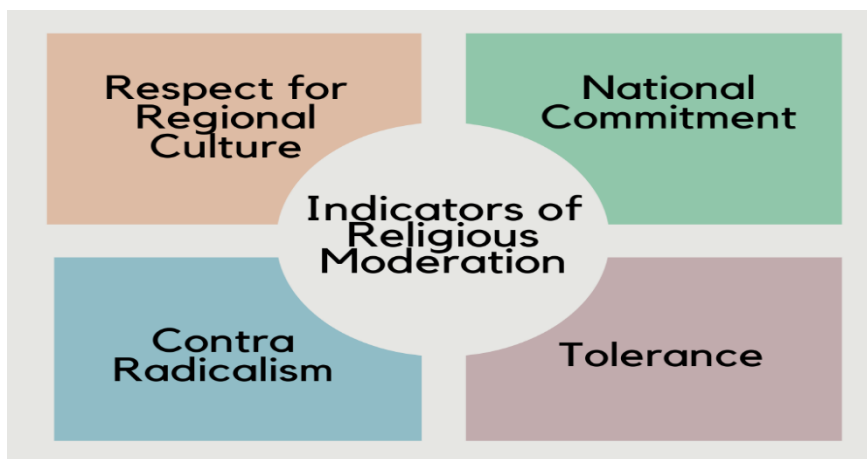 Respect for
Regional
Culture
National
Commitment
Indicators of
Religious
Moderation
Contra
Radicalism
Tolerance